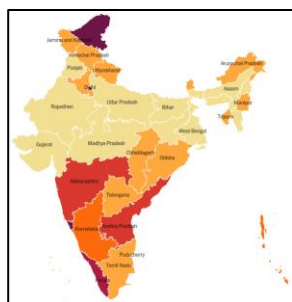 Jammu and Kashmir
Himachal Pradesh
Punjab
Uttarakhand
Arunachal Pradesh
Delhi
Rajasthan
Uttar Pradesh
Bihar
Assam
Manipur
Tripura
West Bengal
Gujarat
Madhya Pradesh
Chhattisgarh
Odisha
Maharashtra
Telangana
Karnataka
Andhra Pradesh
Puducherry
Tamil Nadu
Kerala